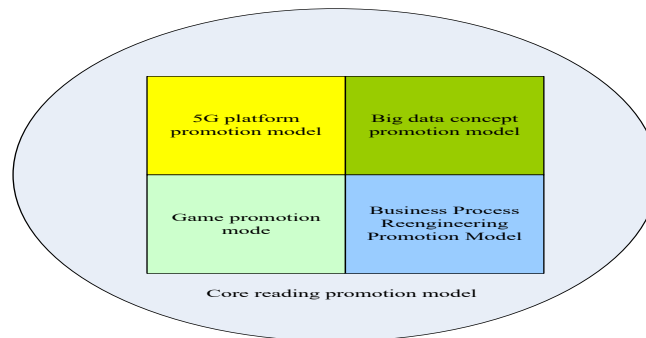 5G platform
promotion model
Big data concept
promotion model
Game promotion
mode
Business Process
Reengineering
Promotion Model
Core reading promotion model